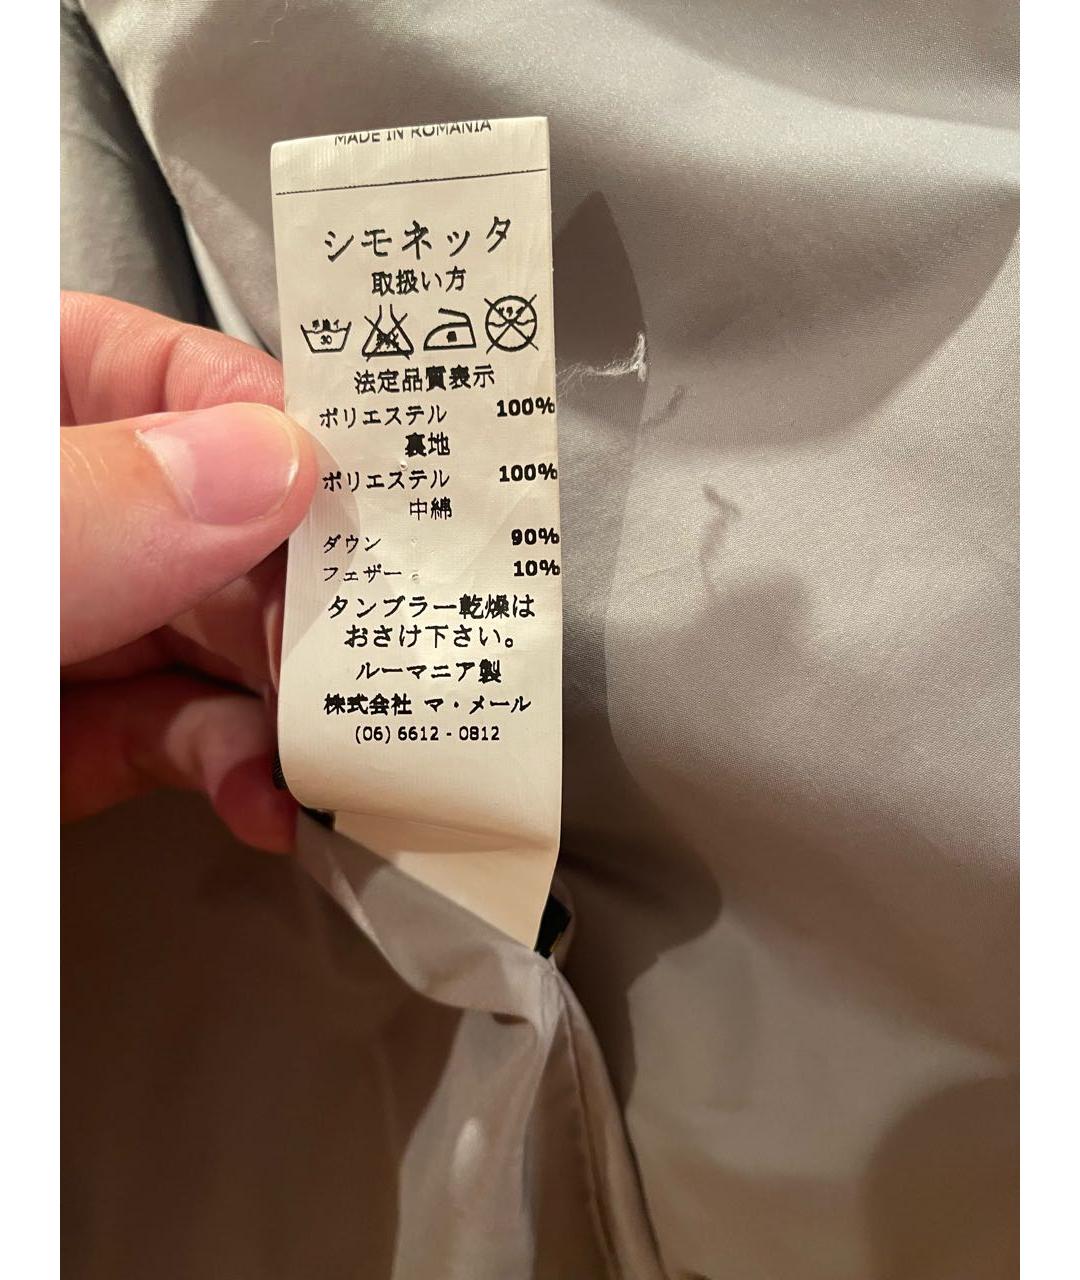 MADE IN ROMANIA
シモネッタ
取扱い方
手洗イ
30
法定品質表示
ポリエステル 100%
裏地
ポリエステル 100%
中綿
ダウン 90%
フェザー 10%
タンブラー乾燥は
おさけ下さい。
ルーマニア製
株式会社 マ・メール
(06) 6612 - 0812